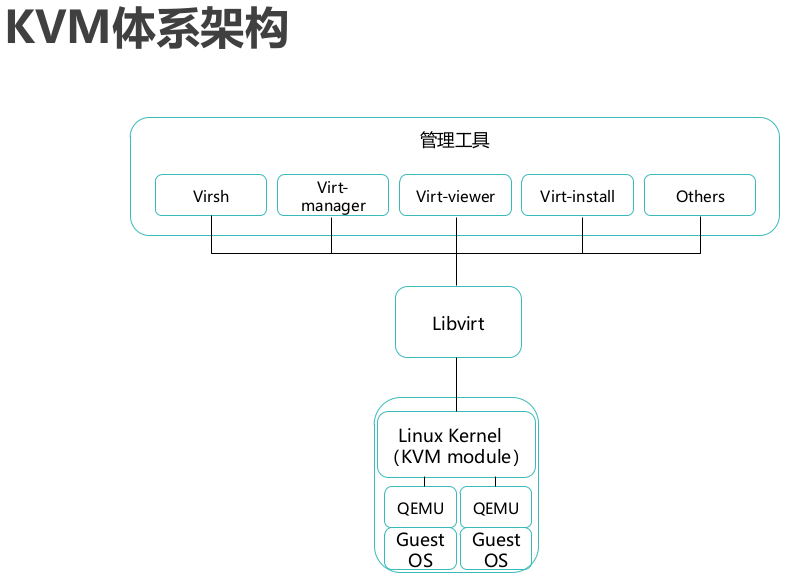 KVM体系架构
管理工具
Virsh
Virt-
manager
Virt-viewer
Virt-install
Others
Libvirt
Linux Kernel
（KVM module）
QEMU
QEMU
Guest
OS
Guest
OS